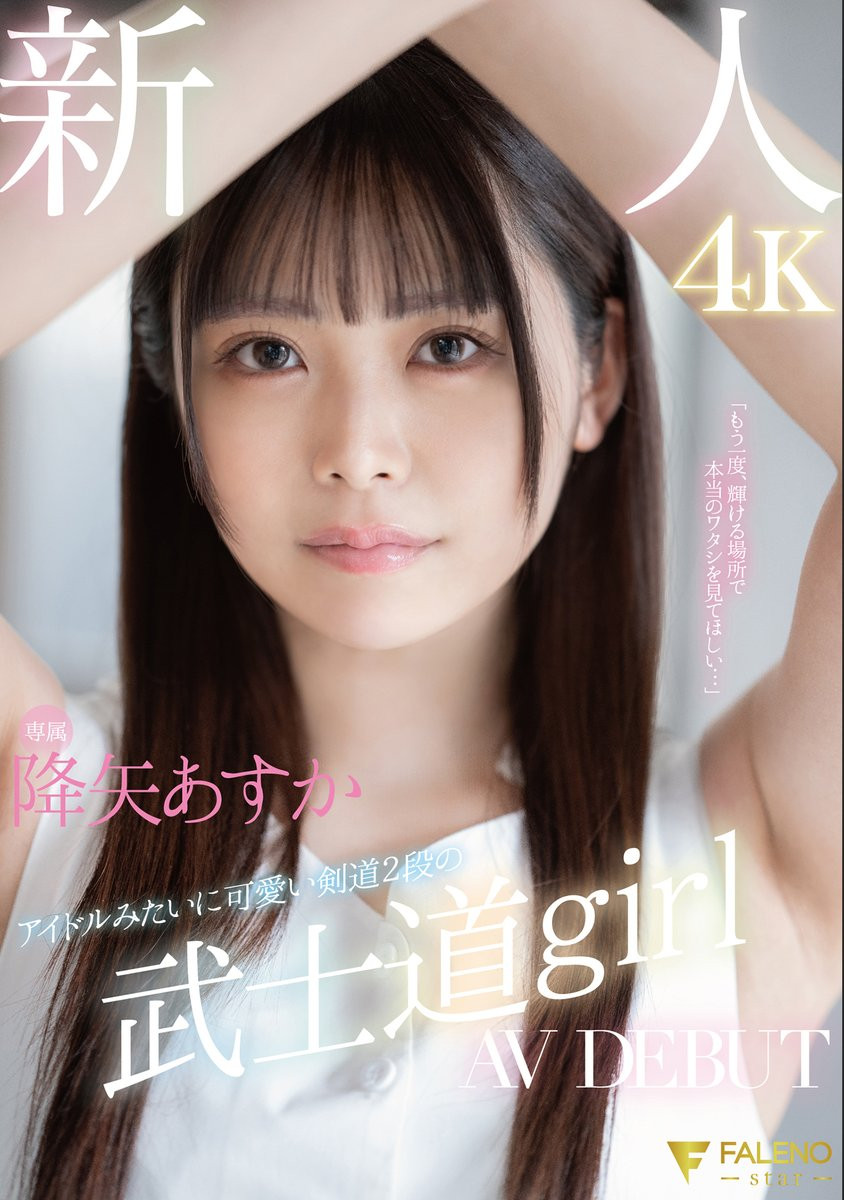 新人
4K
「もう一度、輝ける場所で
本当のワタシを見てほしい…」
専属
降矢あすか
アイドルみたいに可愛い剣道2段の
武士道girl
AV DEBUT
FALENO
star